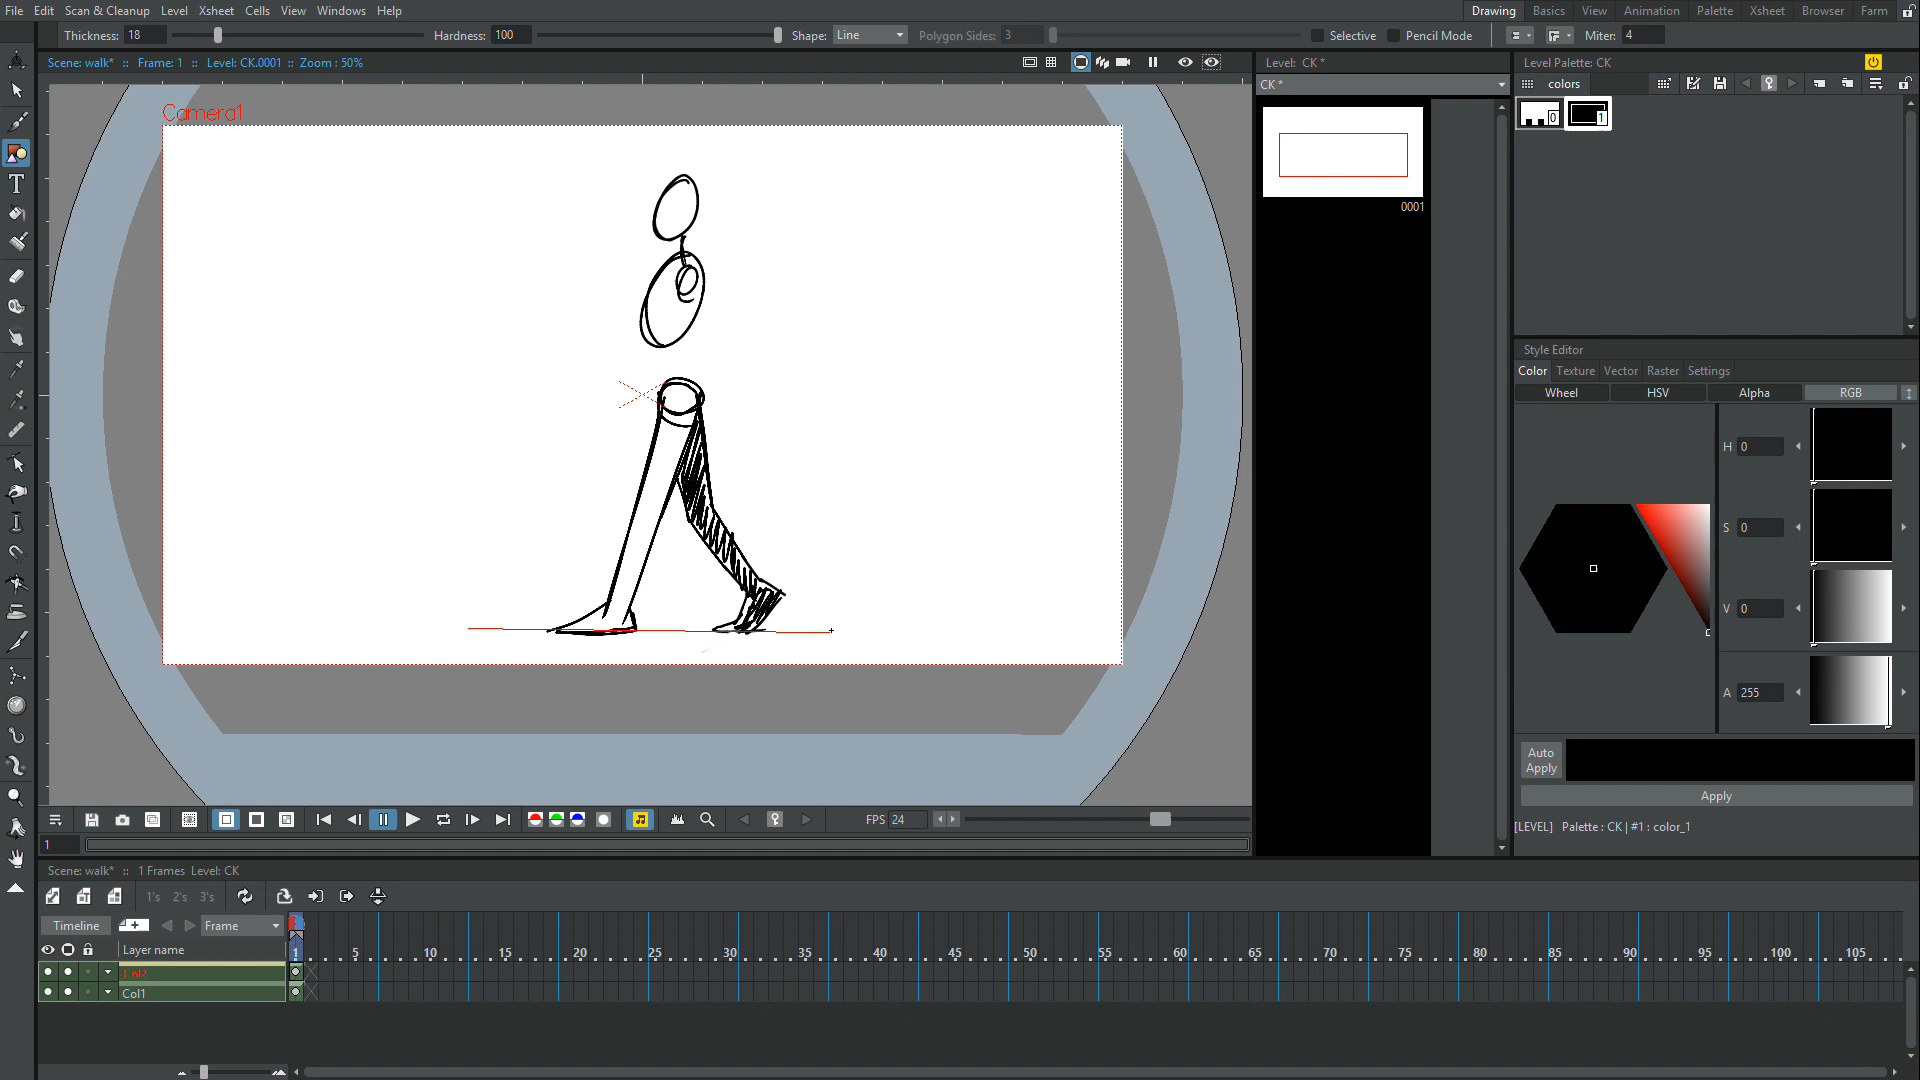 File Edit Scan & Cleanup Level Xsheet Cells View Windows Help
Drawing Basics View Animation Palette Xsheet Browser Farm
Thickness: 18 Hardness: 100 Shape: Line Polygon Sides: 3 Selective Pencil Mode Miter: 4
Scene: walk* :: Frame: 1 :: Level: CK.0001 :: Zoom : 50%
Level: CK *
Level Palette: CK
CK *
colors
0 1
Camera1
0001
Style Editor
Color Texture Vector Raster Settings
Wheel HSV Alpha RGB
H 0
S 0
V 0
A 255
Auto Apply
Apply
[LEVEL] Palette : CK | #1 : color_1
FPS 24
1
Scene: walk* :: 1 Frames Level: CK
1's 2's 3's
Timeline Frame
Layer name
1 5 10 15 20 25 30 35 40 45 50 55 60 65 70 75 80 85 90 95 100 105
Col2
Col1